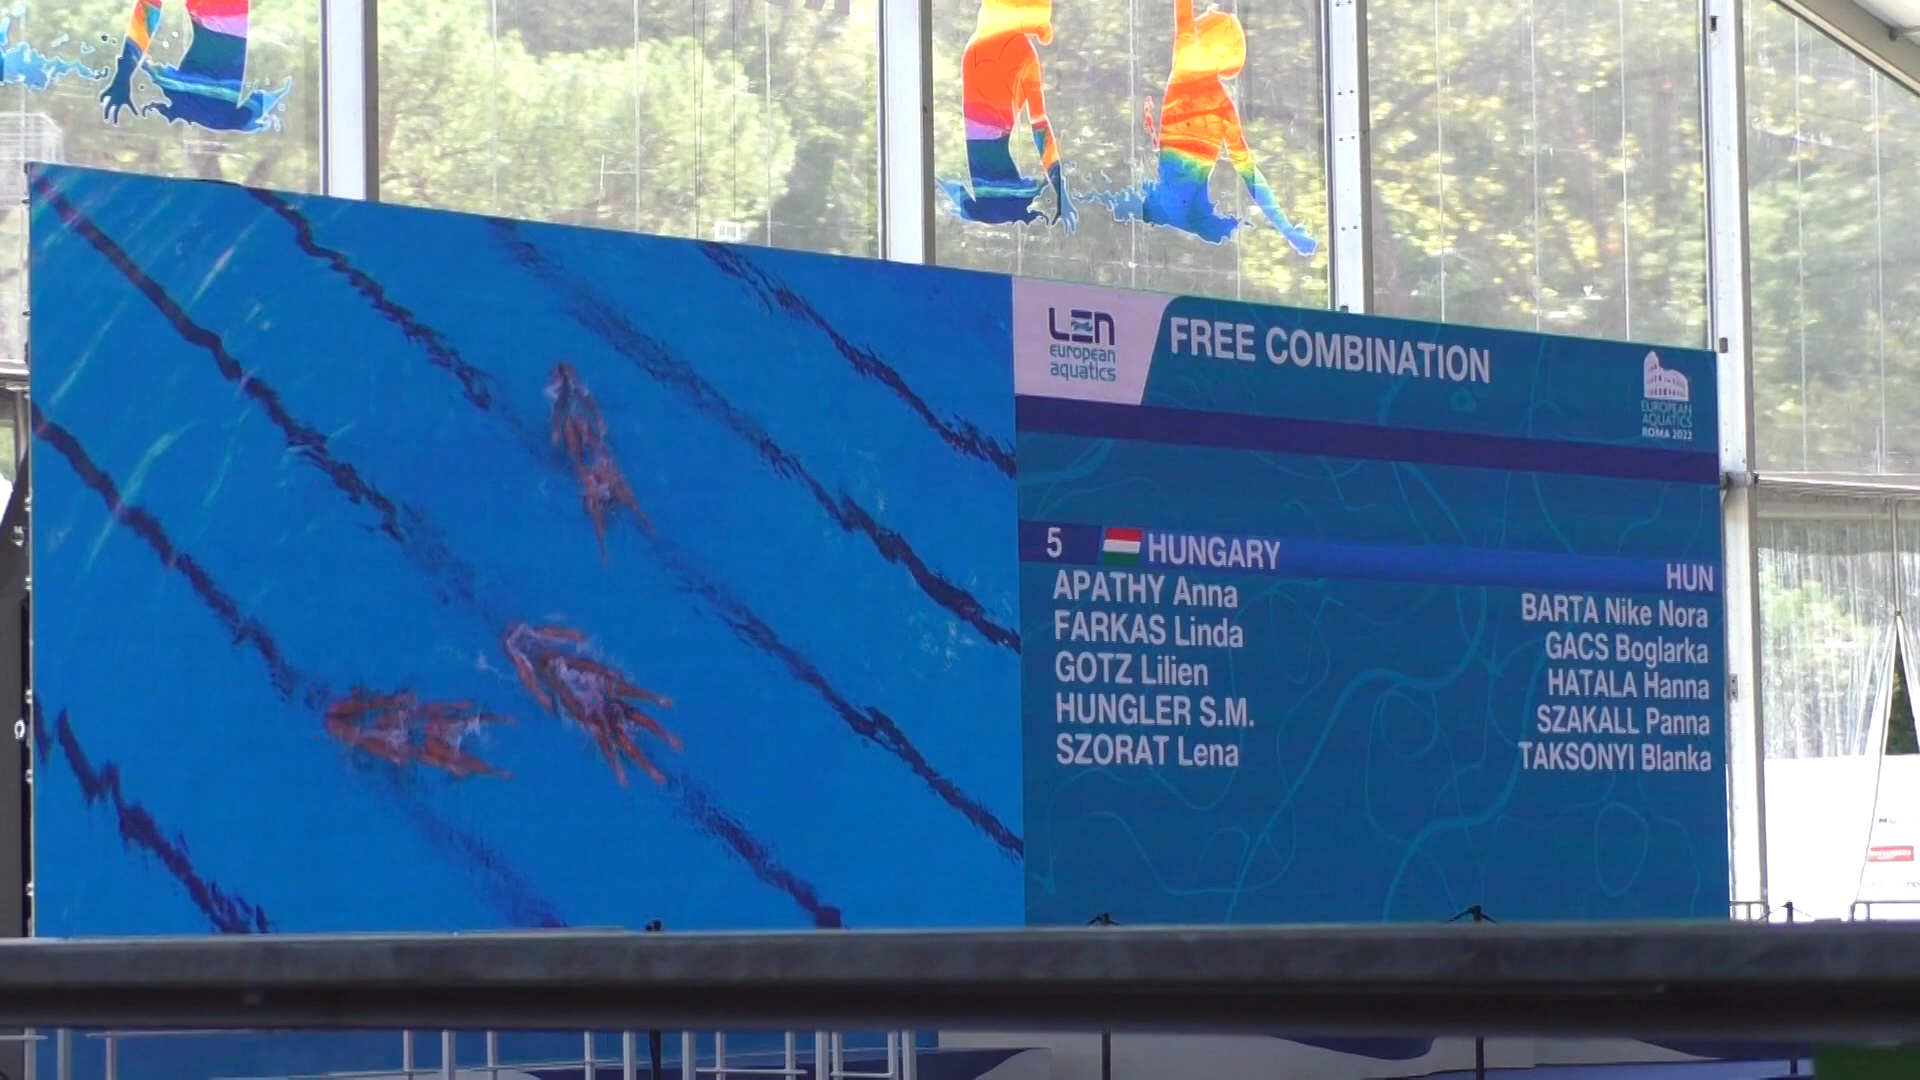 LEN
european
aquatics
FREE COMBINATION
EUROPEAN
AQUATICS
ROMA 2022
5 HUNGARY HUN
APATHY Anna
FARKAS Linda
GOTZ Lilien
HUNGLER S.M.
SZORAT Lena
BARTA Nike Nora
GACS Boglarka
HATALA Hanna
SZAKALL Panna
TAKSONYI Blanka